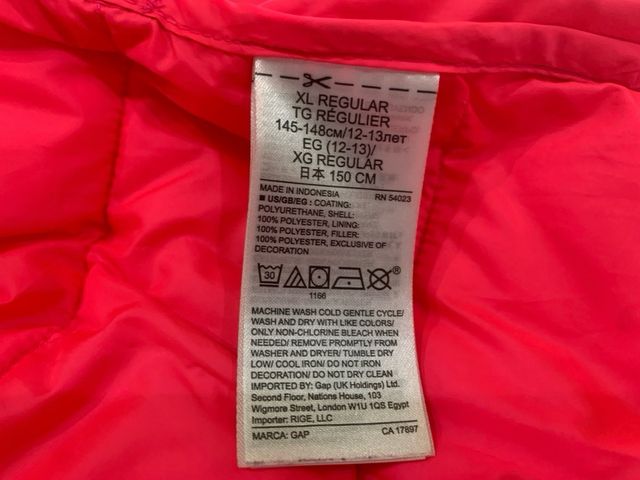 XL REGULAR
TG RÉGULIER
145-148см/12-13лет
EG (12-13)/
XG REGULAR
日本 150 CM
MADE IN INDONESIA RN 54023
■ US/GB/EG : COATING:
POLYURETHANE, SHELL:
100% POLYESTER, LINING:
100% POLYESTER, FILLER:
100% POLYESTER, EXCLUSIVE OF
DECORATION
30
®
1166
MACHINE WASH COLD GENTLE CYCLE/
WASH AND DRY WITH LIKE COLORS/
ONLY NON-CHLORINE BLEACH WHEN
NEEDED/ REMOVE PROMPTLY FROM
WASHER AND DRYER/ TUMBLE DRY
LOW/ COOL IRON/ DO NOT IRON
DECORATION/ DO NOT DRY CLEAN
IMPORTED BY: Gap (UK Holdings) Ltd.
Second Floor, Nations House, 103
Wigmore Street, London W1U 1QS Egypt
Importer: RIGE, LLC
MARCA: GAP CA 17897